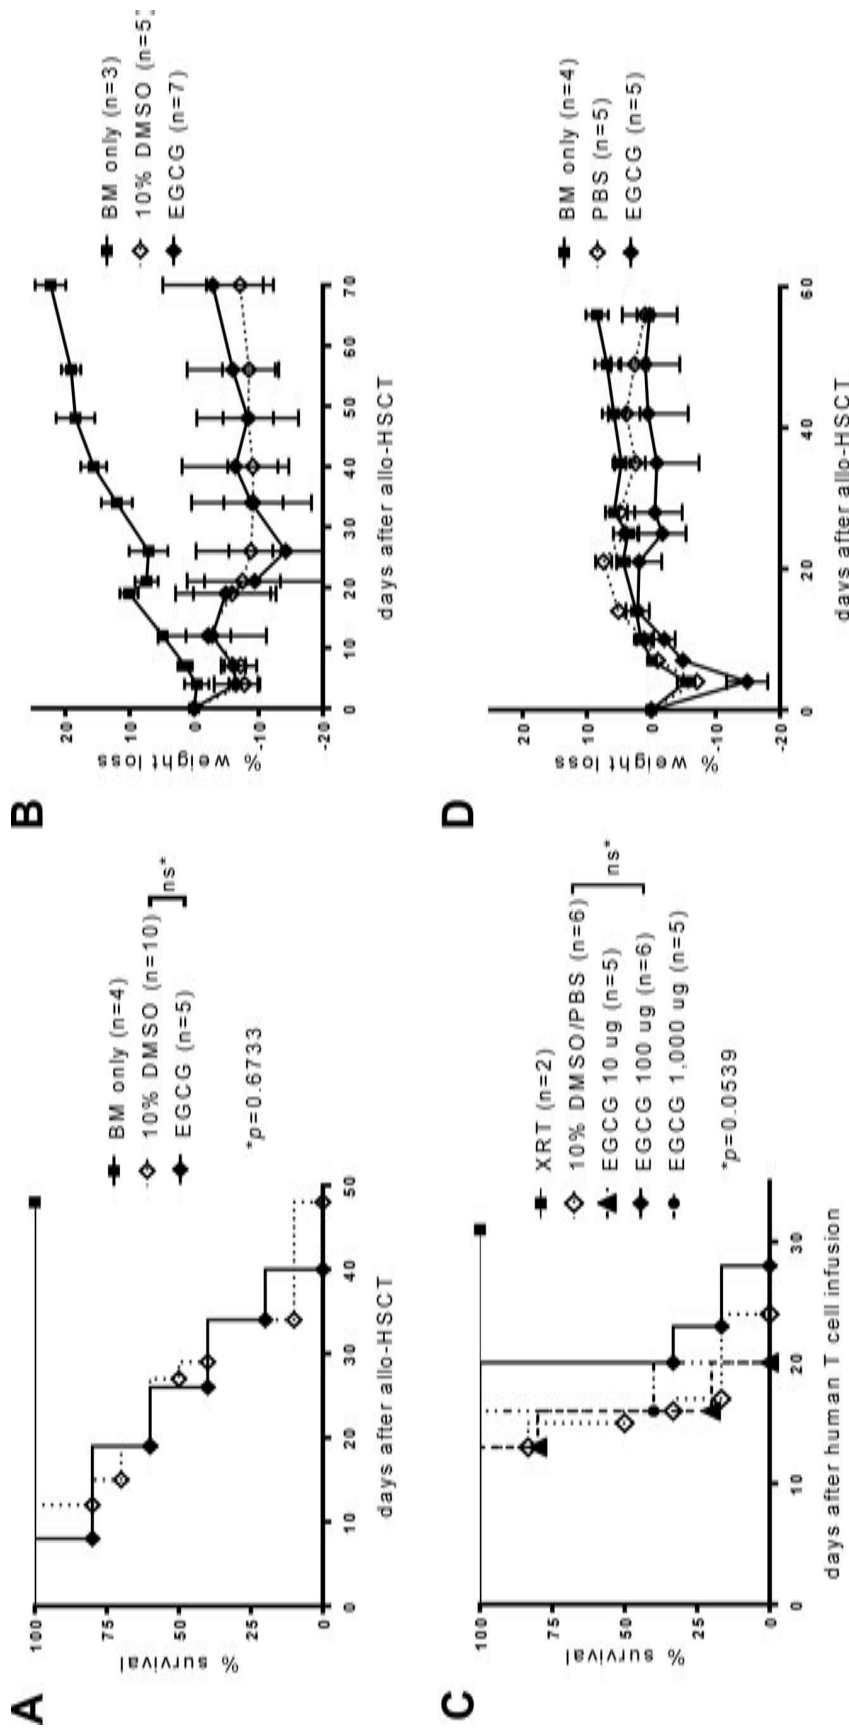 A
100
75
50
25
0
% survival
0
10
20
30
40
50
days after allo-HSCT
BM only (n=4)
10% DMSO (n=10)
EGCG (n=5)
ns*
*p=0.6733
B
20
10
0
-10
-20
% weight loss
0
10
20
30
40
50
60
70
days after allo-HSCT
BM only (n=3)
10% DMSO (n=5)
EGCG (n=7)
C
100
75
50
25
0
% survival
0
10
20
30
days after human T cell infusion
XRT (n=2)
10% DMSO/PBS (n=6)
EGCG 10 ug (n=5)
EGCG 100 ug (n=6)
EGCG 1,000 ug (n=5)
ns*
*p=0.0539
D
20
10
0
-10
-20
% weight loss
0
20
40
60
days after allo-HSCT
BM only (n=4)
PBS (n=5)
EGCG (n=5)